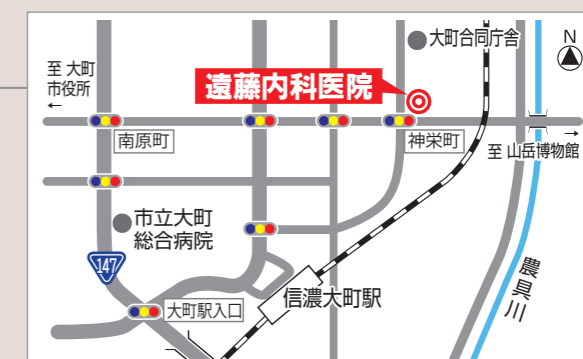 大町合同庁舎
N
至 大町
市役所
←
遠藤内科医院
南原町
神栄町
→
至 山岳博物館
市立大町
総合病院
147
信濃大町駅
農具川
大町駅入口